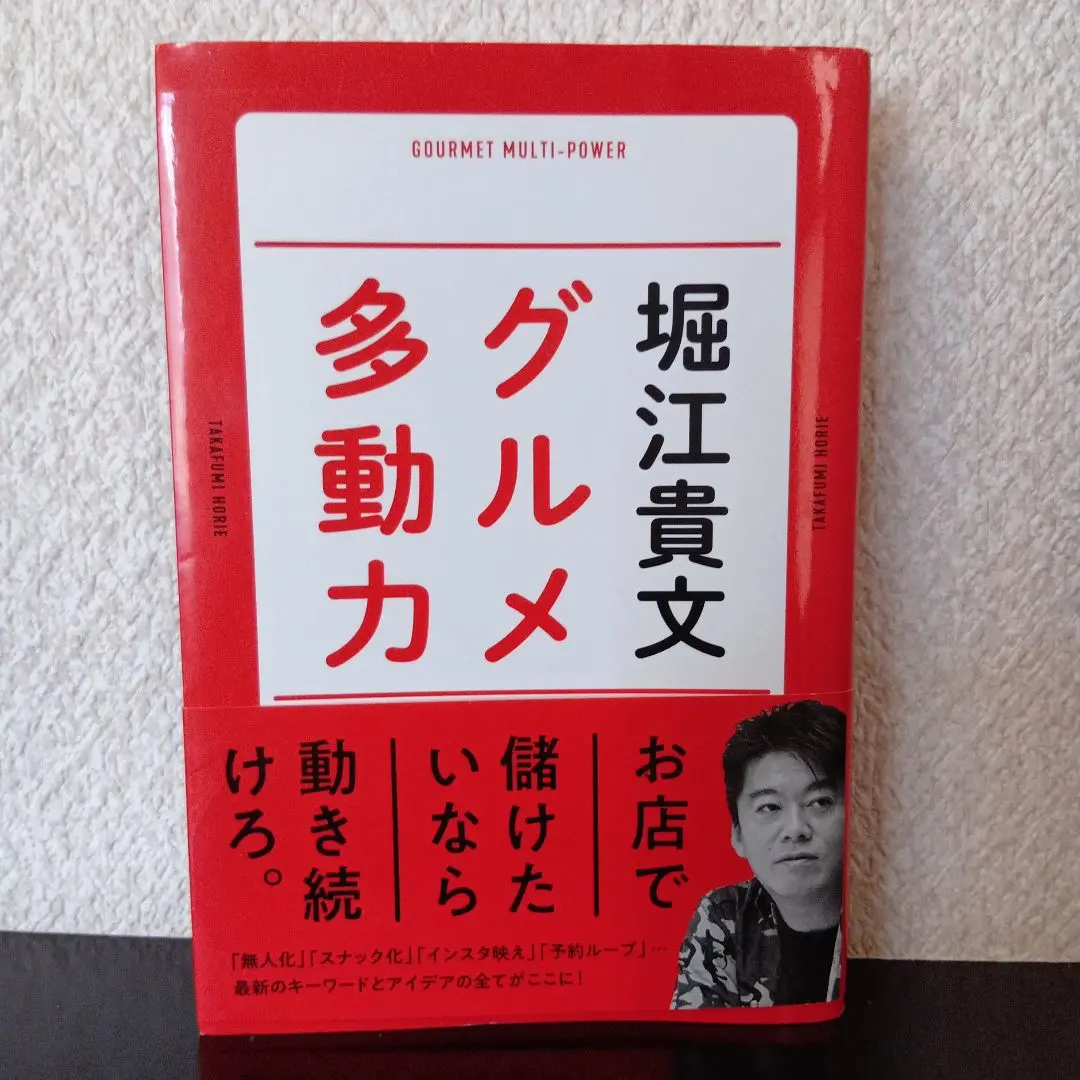 GOURMET MULTI-POWER
堀江貴文
グルメ
多動力
TAKAFUMI HORIE
TAKAFUMI HORIE
お店で
儲けた
いなら
動き続
けろ。
「無人化」「スナック化」「インスタ映え」「予約ループ」…
最新のキーワードとアイデアの全てがここに!